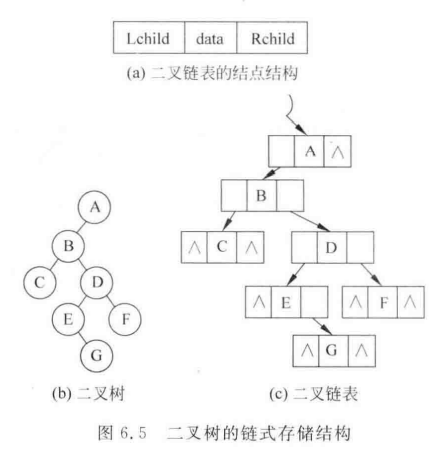 Lchild data Rchild
(a) 二叉链表的结点结构
A
B
C D
E F
G
(b) 二叉树
A ∧
B
∧ C ∧ D
∧ E ∧ F ∧
∧ G ∧
(c) 二叉链表
图 6.5 二叉树的链式存储结构